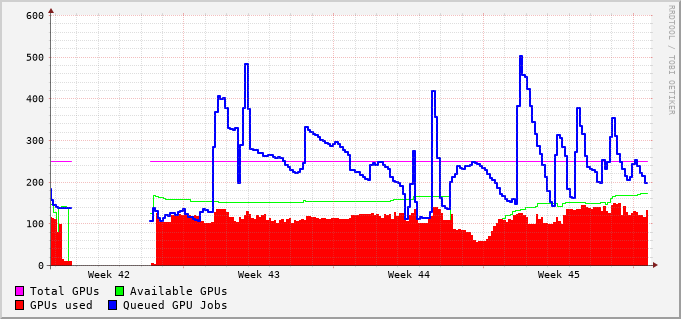 RRDTOOL / TOBI OETIKER
600
500
400
300
200
100
0
Week 42 Week 43 Week 44 Week 45
Total GPUs Available GPUs
GPUs used Queued GPU Jobs